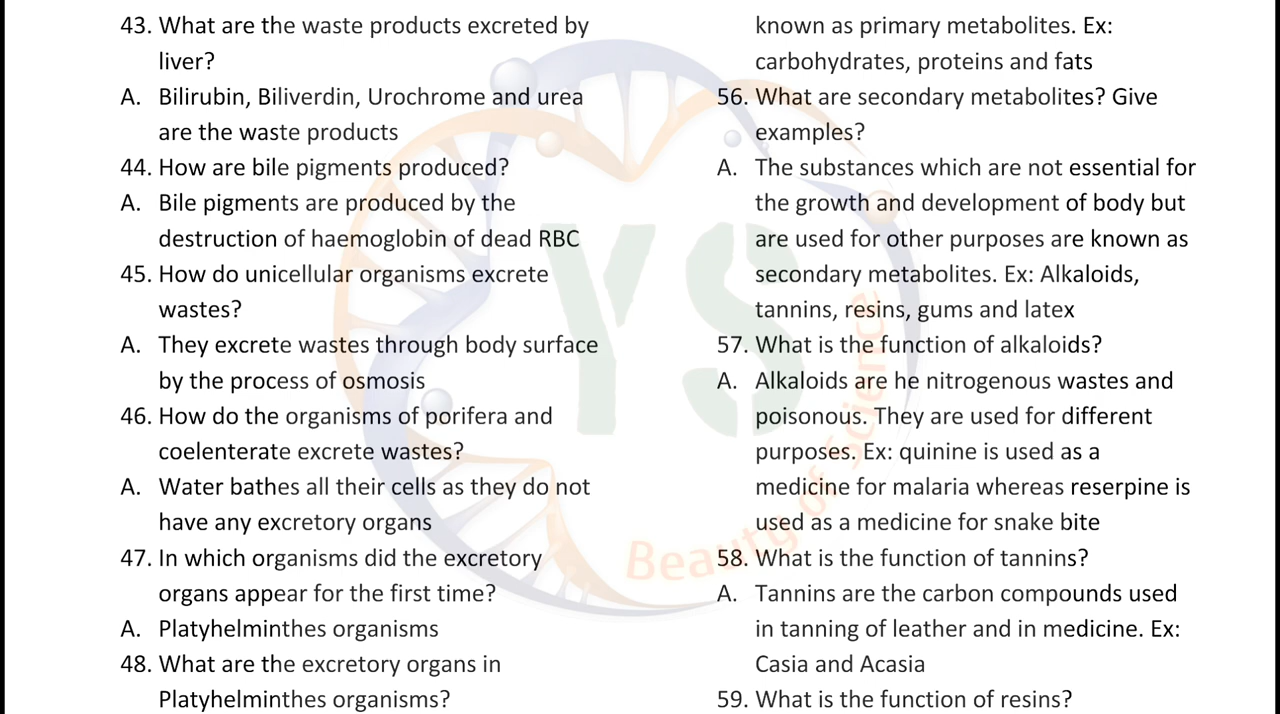 43. What are the waste products excreted by
liver?
A. Bilirubin, Biliverdin, Urochrome and urea
are the waste products
44. How are bile pigments produced?
A. Bile pigments are produced by the
destruction of haemoglobin of dead RBC
45. How do unicellular organisms excrete
wastes?
A. They excrete wastes through body surface
by the process of osmosis
46. How do the organisms of porifera and
coelenterate excrete wastes?
A. Water bathes all their cells as they do not
have any excretory organs
47. In which organisms did the excretory
organs appear for the first time?
A. Platyhelminthes organisms
48. What are the excretory organs in
Platyhelminthes organisms?
known as primary metabolites. Ex:
carbohydrates, proteins and fats
56. What are secondary metabolites? Give
examples?
A. The substances which are not essential for
the growth and development of body but
are used for other purposes are known as
secondary metabolites. Ex: Alkaloids,
tannins, resins, gums and latex
57. What is the function of alkaloids?
A. Alkaloids are he nitrogenous wastes and
poisonous. They are used for different
purposes. Ex: quinine is used as a
medicine for malaria whereas reserpine is
used as a medicine for snake bite
58. What is the function of tannins?
A. Tannins are the carbon compounds used
in tanning of leather and in medicine. Ex:
Casia and Acasia
59. What is the function of resins?
YS
Beauty of Science